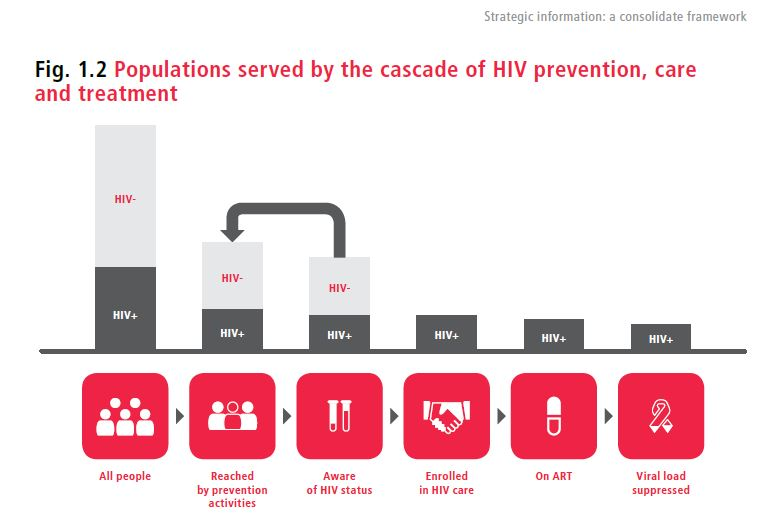 Strategic information: a consolidate framework
Fig. 1.2 Populations served by the cascade of HIV prevention, care
and treatment
HIV-
HIV+
HIV-
HIV+
HIV-
HIV+
HIV+
HIV+
HIV+
All people
Reached
by prevention
activities
Aware
of HIV status
Enrolled
in HIV care
On ART
Viral load
suppressed